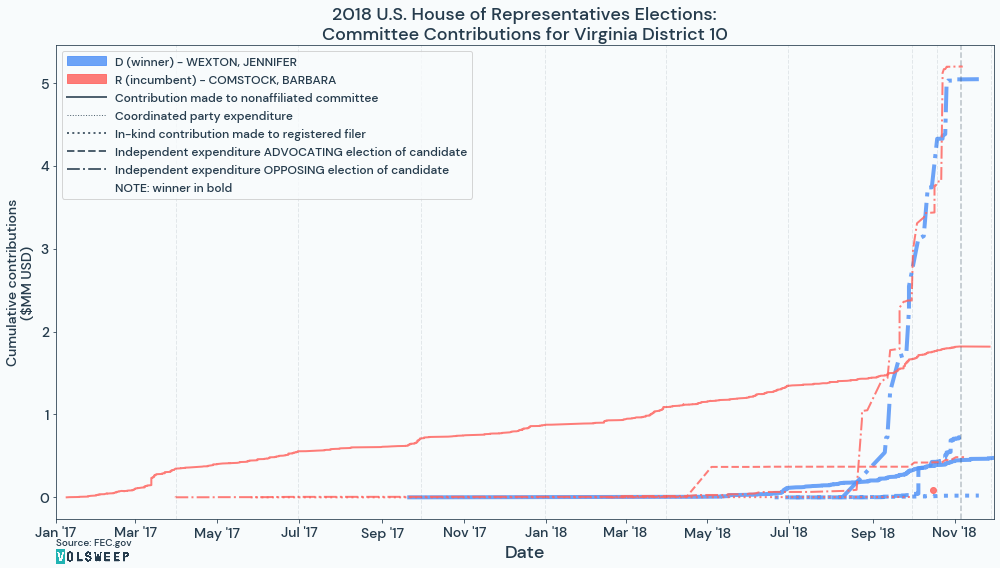 2018 U.S. House of Representatives Elections:
Committee Contributions for Virginia District 10
D (winner) - WEXTON, JENNIFER
R (incumbent) - COMSTOCK, BARBARA
Contribution made to nonaffiliated committee
Coordinated party expenditure
In-kind contribution made to registered filer
Independent expenditure ADVOCATING election of candidate
Independent expenditure OPPOSING election of candidate
NOTE: winner in bold
Cumulative contributions
($MM USD)
5
4
3
2
1
0
Jan '17 Mar '17 May '17 Jul '17 Sep '17 Nov '17 Jan '18 Mar '18 May '18 Jul '18 Sep '18 Nov '18
Date
Source: FEC.gov
VOLSWEEP